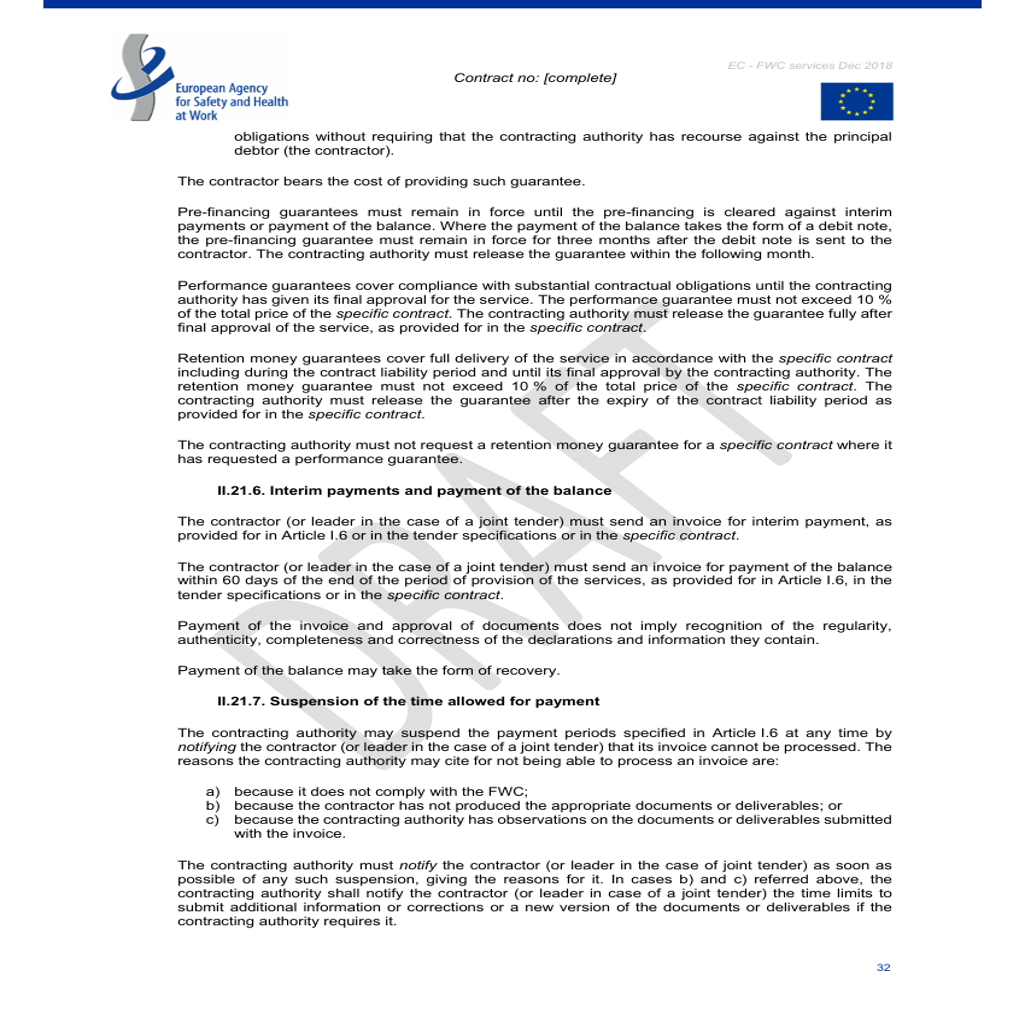 EC - FWC services Dec 2018
Contract no: [complete]
European Agency
for Safety and Health
at Work
obligations without requiring that the contracting authority has recourse against the principal
debtor (the contractor).
The contractor bears the cost of providing such guarantee.
Pre-financing guarantees must remain in force until the pre-financing is cleared against interim
payments or payment of the balance. Where the payment of the balance takes the form of a debit note,
the pre-financing guarantee must remain in force for three months after the debit note is sent to the
contractor. The contracting authority must release the guarantee within the following month.
Performance guarantees cover compliance with substantial contractual obligations until the contracting
authority has given its final approval for the service. The performance guarantee must not exceed 10 %
of the total price of the specific contract. The contracting authority must release the guarantee fully after
final approval of the service, as provided for in the specific contract.
Retention money guarantees cover full delivery of the service in accordance with the specific contract
including during the contract liability period and until its final approval by the contracting authority. The
retention money guarantee must not exceed 10 % of the total price of the specific contract. The
contracting authority must release the guarantee after the expiry of the contract liability period as
provided for in the specific contract.
The contracting authority must not request a retention money guarantee for a specific contract where it
has requested a performance guarantee.
II.21.6. Interim payments and payment of the balance
The contractor (or leader in the case of a joint tender) must send an invoice for interim payment, as
provided for in Article I.6 or in the tender specifications or in the specific contract.
The contractor (or leader in the case of a joint tender) must send an invoice for payment of the balance
within 60 days of the end of the period of provision of the services, as provided for in Article I.6, in the
tender specifications or in the specific contract.
Payment of the invoice and approval of documents does not imply recognition of the regularity,
authenticity, completeness and correctness of the declarations and information they contain.
Payment of the balance may take the form of recovery.
II.21.7. Suspension of the time allowed for payment
The contracting authority may suspend the payment periods specified in Article I.6 at any time by
notifying the contractor (or leader in the case of a joint tender) that its invoice cannot be processed. The
reasons the contracting authority may cite for not being able to process an invoice are:
a) because it does not comply with the FWC;
b) because the contractor has not produced the appropriate documents or deliverables; or
c) because the contracting authority has observations on the documents or deliverables submitted
with the invoice.
The contracting authority must notify the contractor (or leader in the case of joint tender) as soon as
possible of any such suspension, giving the reasons for it. In cases b) and c) referred above, the
contracting authority shall notify the contractor (or leader in case of a joint tender) the time limits to
submit additional information or corrections or a new version of the documents or deliverables if the
contracting authority requires it.
32
DRAFT